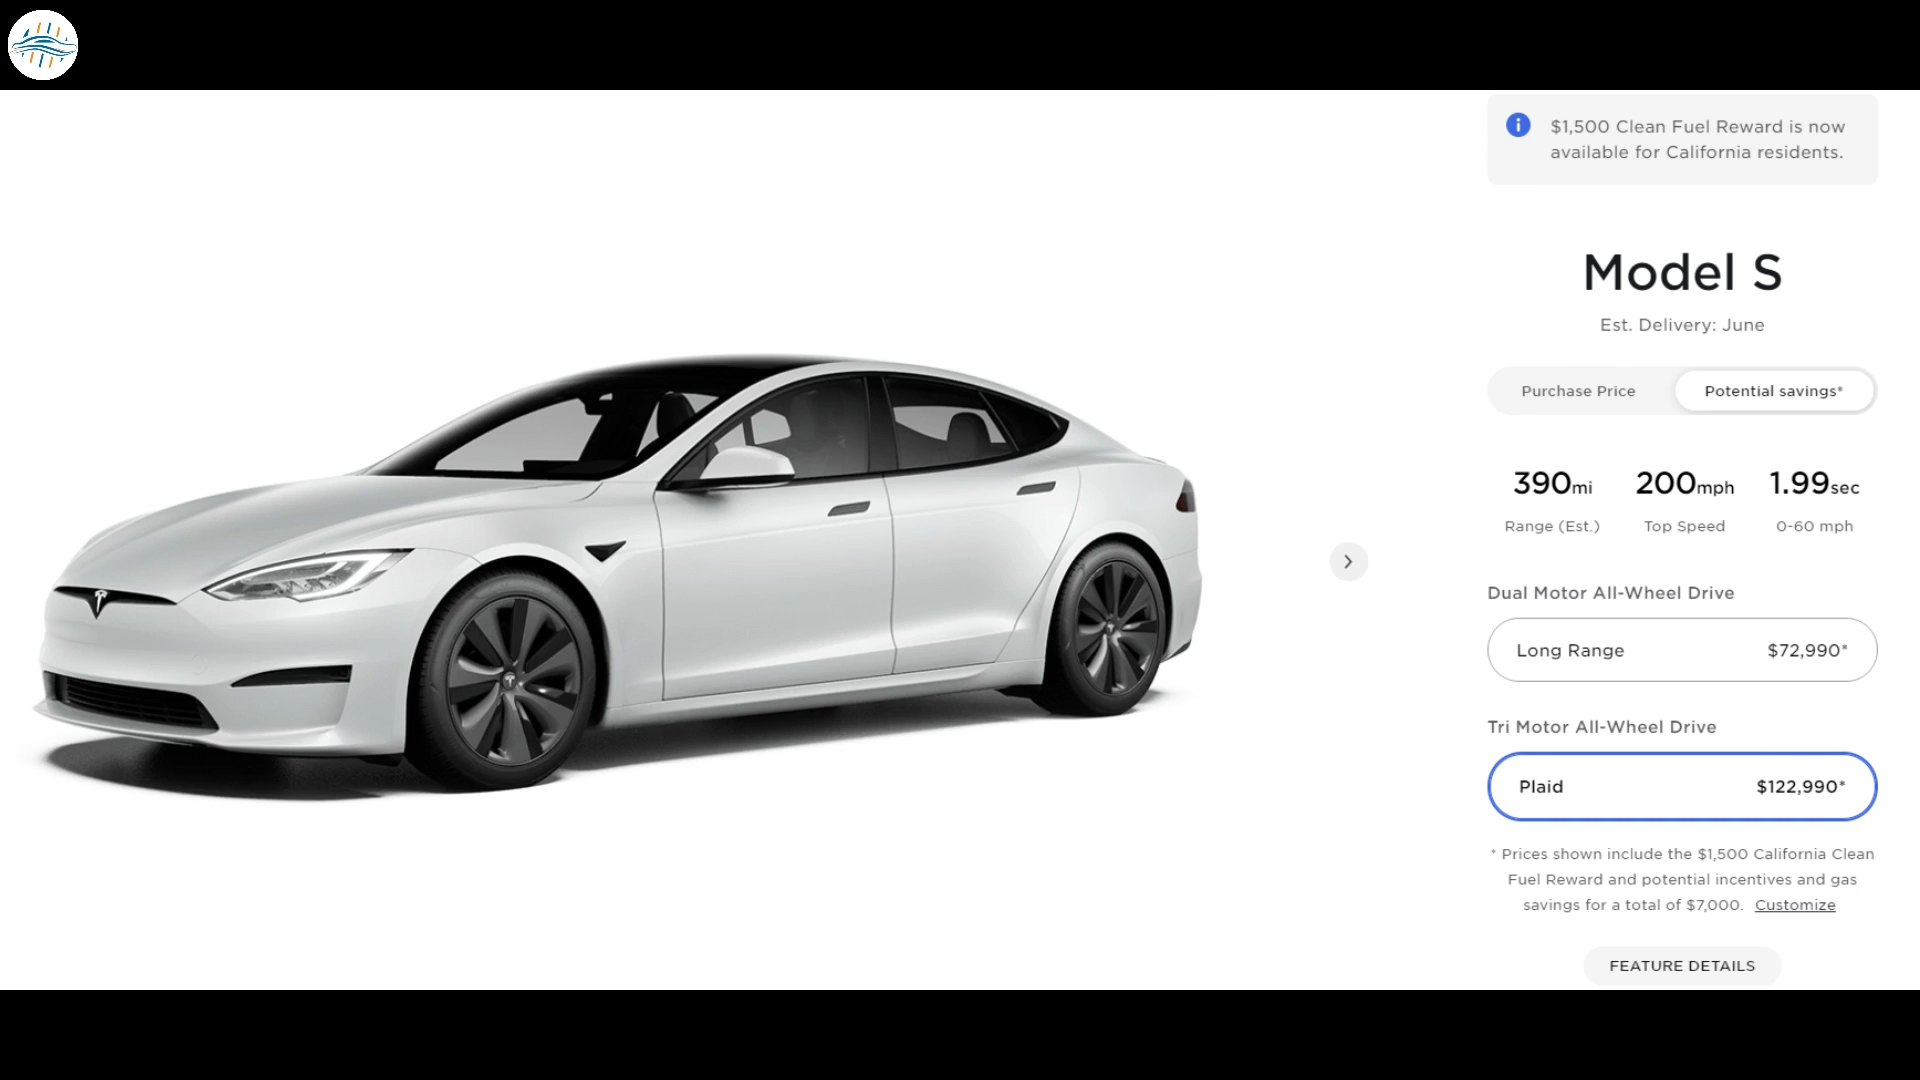 $1,500 Clean Fuel Reward is now
available for California residents.
Model S
Est. Delivery: June
Purchase Price Potential savings*
390mi 200mph 1.99sec
Range (Est.) Top Speed 0-60 mph
Dual Motor All-Wheel Drive
Long Range $72,990*
Tri Motor All-Wheel Drive
Plaid $122,990*
* Prices shown include the $1,500 California Clean
Fuel Reward and potential incentives and gas
savings for a total of $7,000. Customize
FEATURE DETAILS